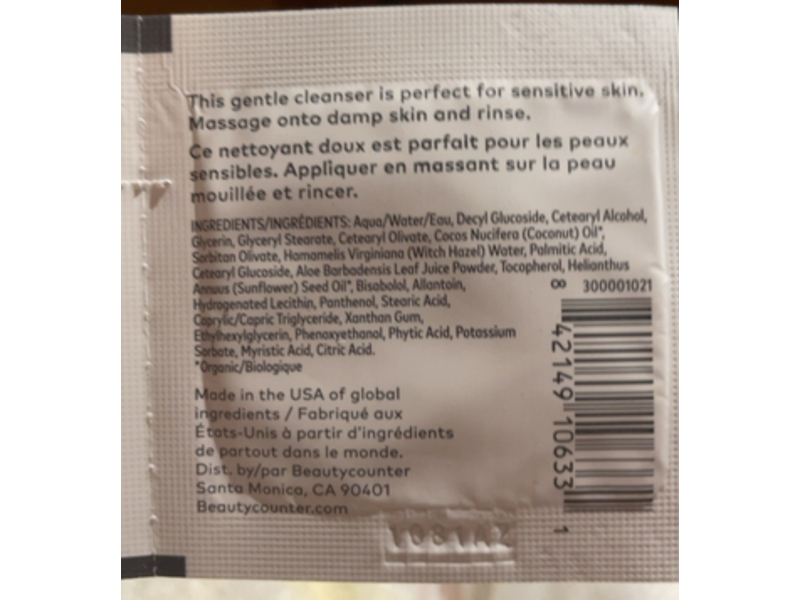 This gentle cleanser is perfect for sensitive skin.
Massage onto damp skin and rinse.
Ce nettoyant doux est parfait pour les peaux
sensibles. Appliquer en massant sur la peau
mouillée et rincer.
INGREDIENTS/INGRÉDIENTS: Aqua/Water/Eau, Decyl Glucoside, Cetearyl Alcohol,
Glycerin, Glyceryl Stearate, Cetearyl Olivate, Cocos Nucifera (Coconut) Oil*,
Sorbitan Olivate, Hamamelis Virginiana (Witch Hazel) Water, Palmitic Acid,
Cetearyl Glucoside, Aloe Barbadensis Leaf Juice Powder, Tocopherol, Helianthus
Annuus (Sunflower) Seed Oil*, Bisabolol, Allantoin,
Hydrogenated Lecithin, Panthenol, Stearic Acid,
Caprylic/Capric Triglyceride, Xanthan Gum,
Ethylhexylglycerin, Phenoxyethanol, Phytic Acid, Potassium
Sorbate, Myristic Acid, Citric Acid.
*Organic/Biologique
∞ 300001021
Made in the USA of global
ingredients / Fabriqué aux
États-Unis à partir d'ingrédients
de partout dans le monde.
Dist. by/par Beautycounter
Santa Monica, CA 90401
Beautycounter.com
42149 10633 1